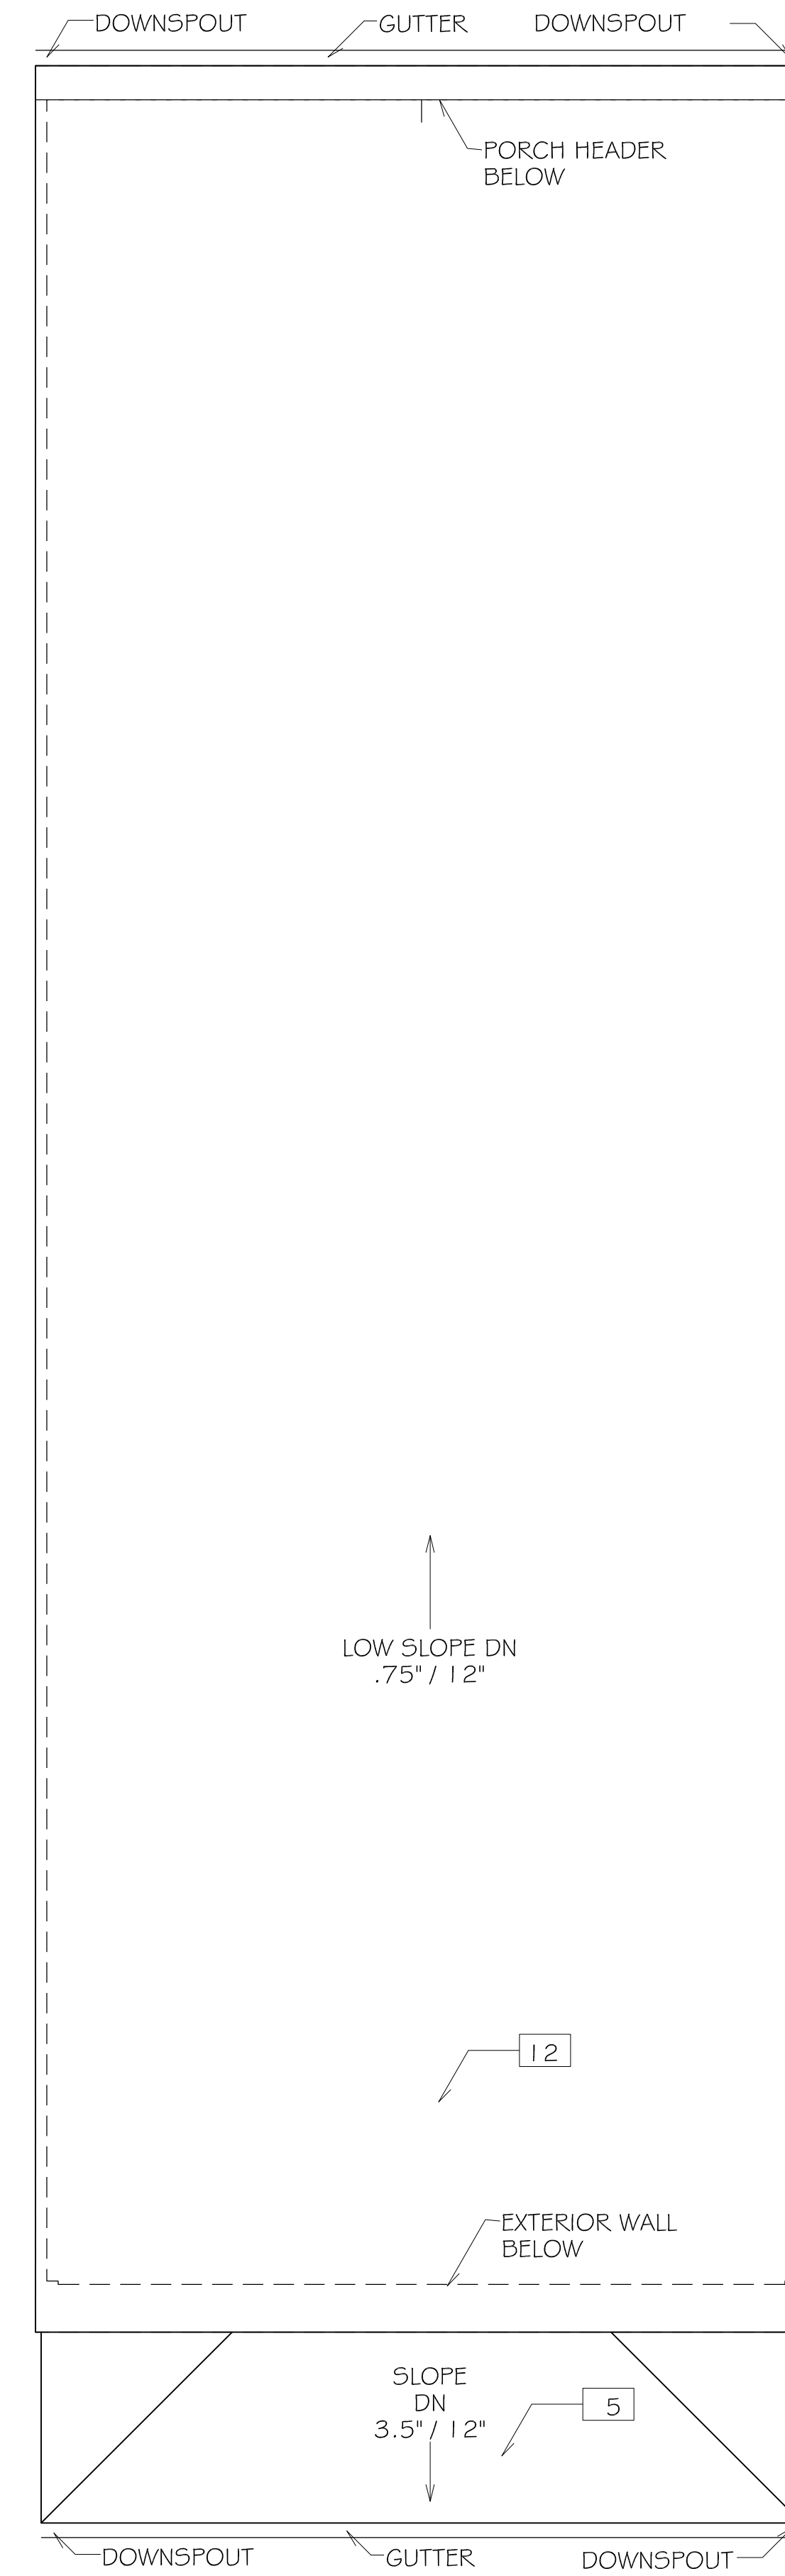 DOWNSPOUT
GUTTER
DOWNSPOUT
PORCH HEADER
BELOW
LOW SLOPE DN
.75" / 12"
12
EXTERIOR WALL
BELOW
SLOPE
DN
3.5" / 12"
5
DOWNSPOUT
GUTTER
DOWNSPOUT